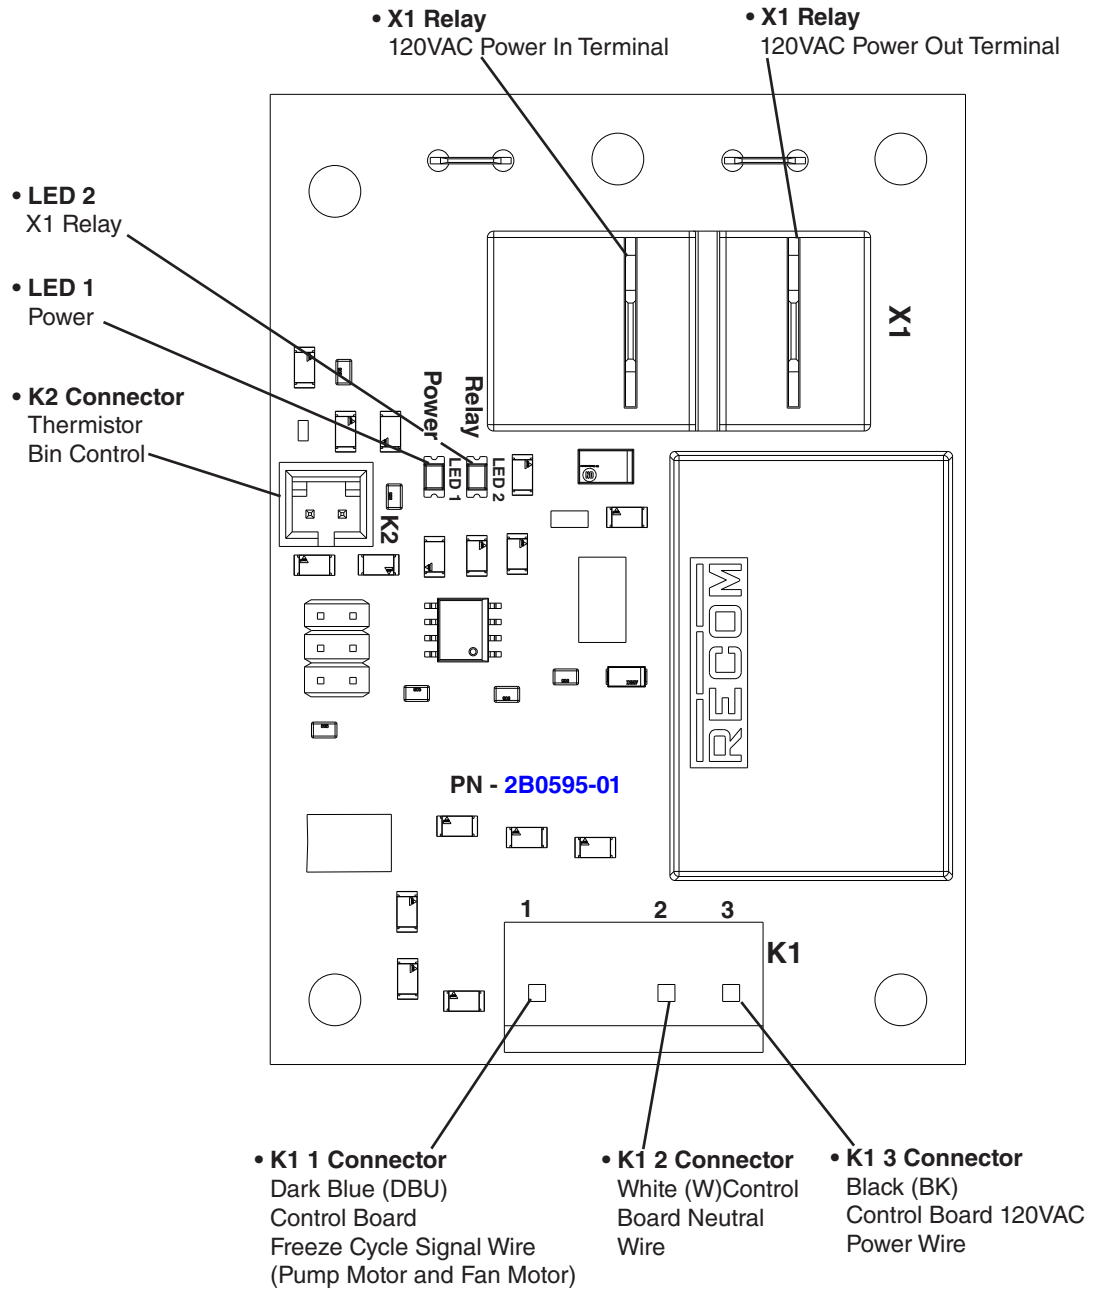 • X1 Relay
120VAC Power In Terminal
• X1 Relay
120VAC Power Out Terminal
• LED 2
X1 Relay
• LED 1
Power
• K2 Connector
Thermistor
Bin Control
X1
Power
Relay
LED 1
LED 2
K2
RECOM
PN - 2B0595-01
1 2 3
K1
• K1 1 Connector
Dark Blue (DBU)
Control Board
Freeze Cycle Signal Wire
(Pump Motor and Fan Motor)
• K1 2 Connector
White (W)Control
Board Neutral
Wire
• K1 3 Connector
Black (BK)
Control Board 120VAC
Power Wire